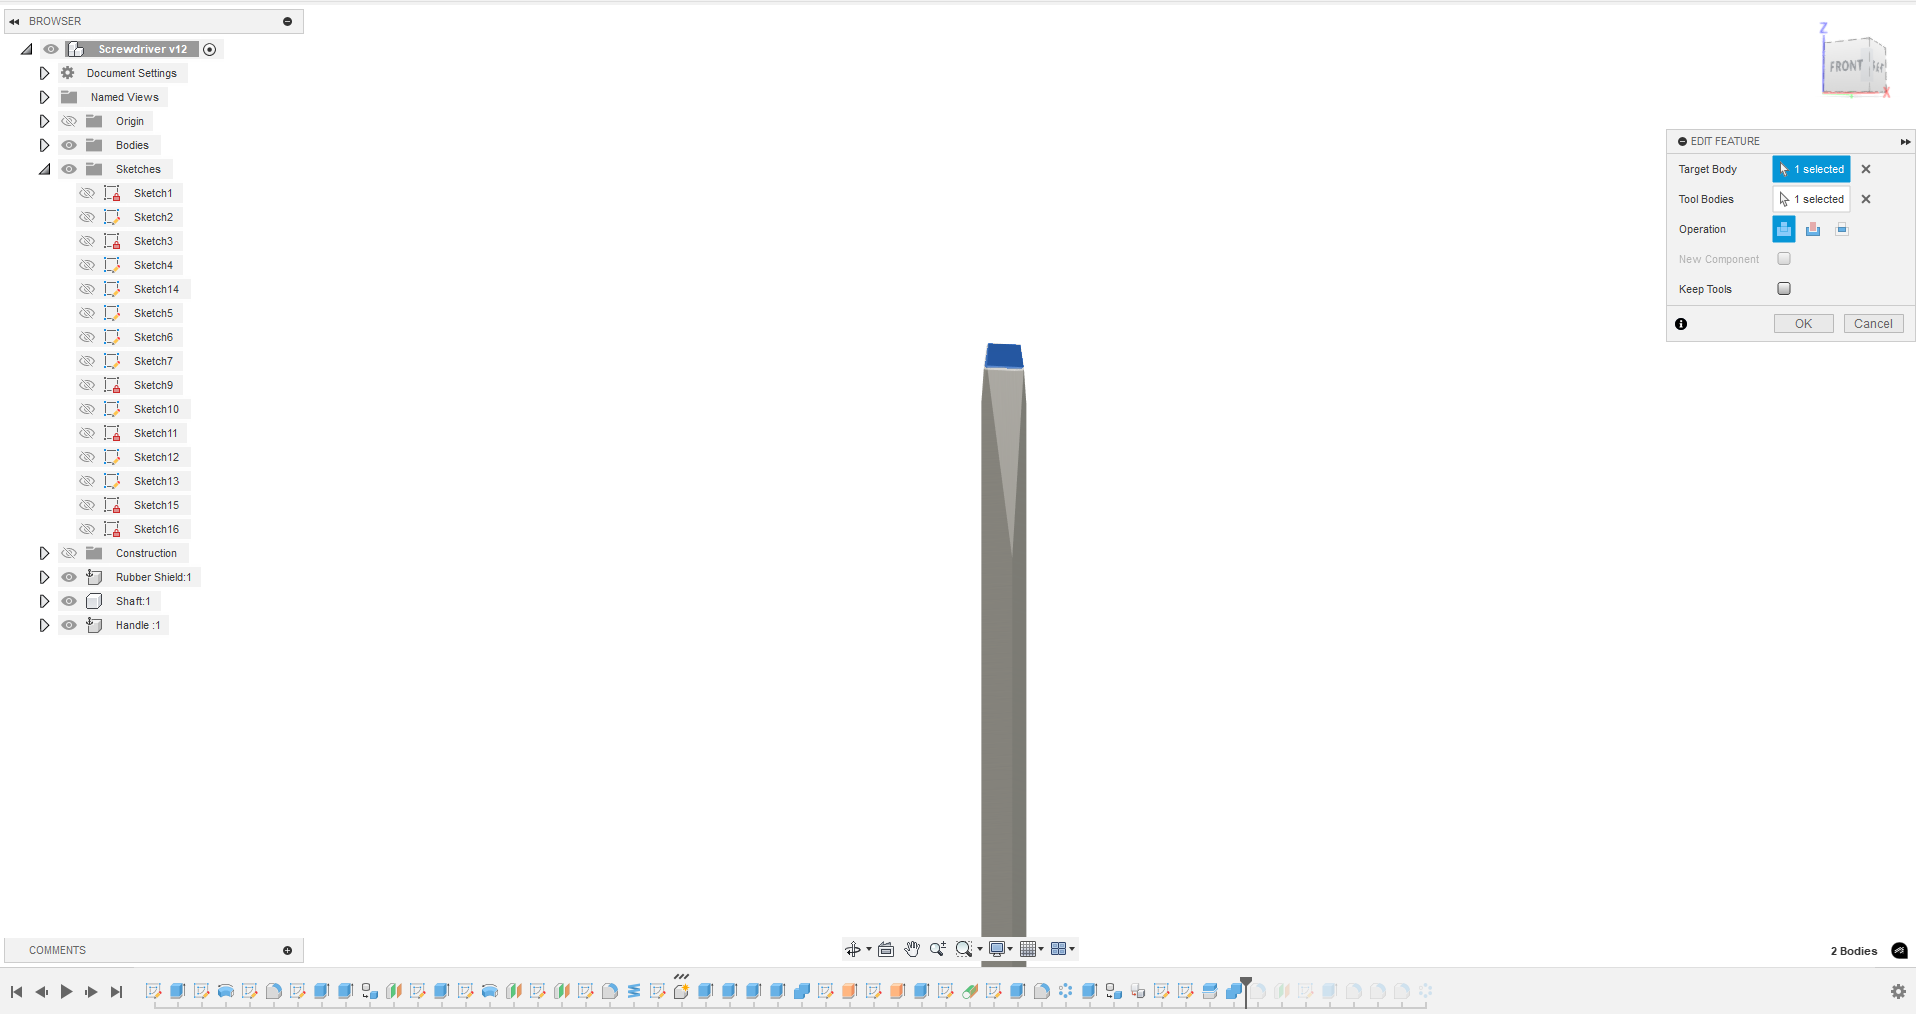 BROWSER
Screwdriver v12
Document Settings
Named Views
Origin
Bodies
Sketches
Sketch1
Sketch2
Sketch3
Sketch4
Sketch14
Sketch5
Sketch6
Sketch7
Sketch9
Sketch10
Sketch11
Sketch12
Sketch13
Sketch15
Sketch16
Construction
Rubber Shield:1
Shaft:1
Handle :1
Z
FRONT
X
EDIT FEATURE
Target Body 1 selected
Tool Bodies 1 selected
Operation
New Component
Keep Tools
OK Cancel
COMMENTS
2 Bodies